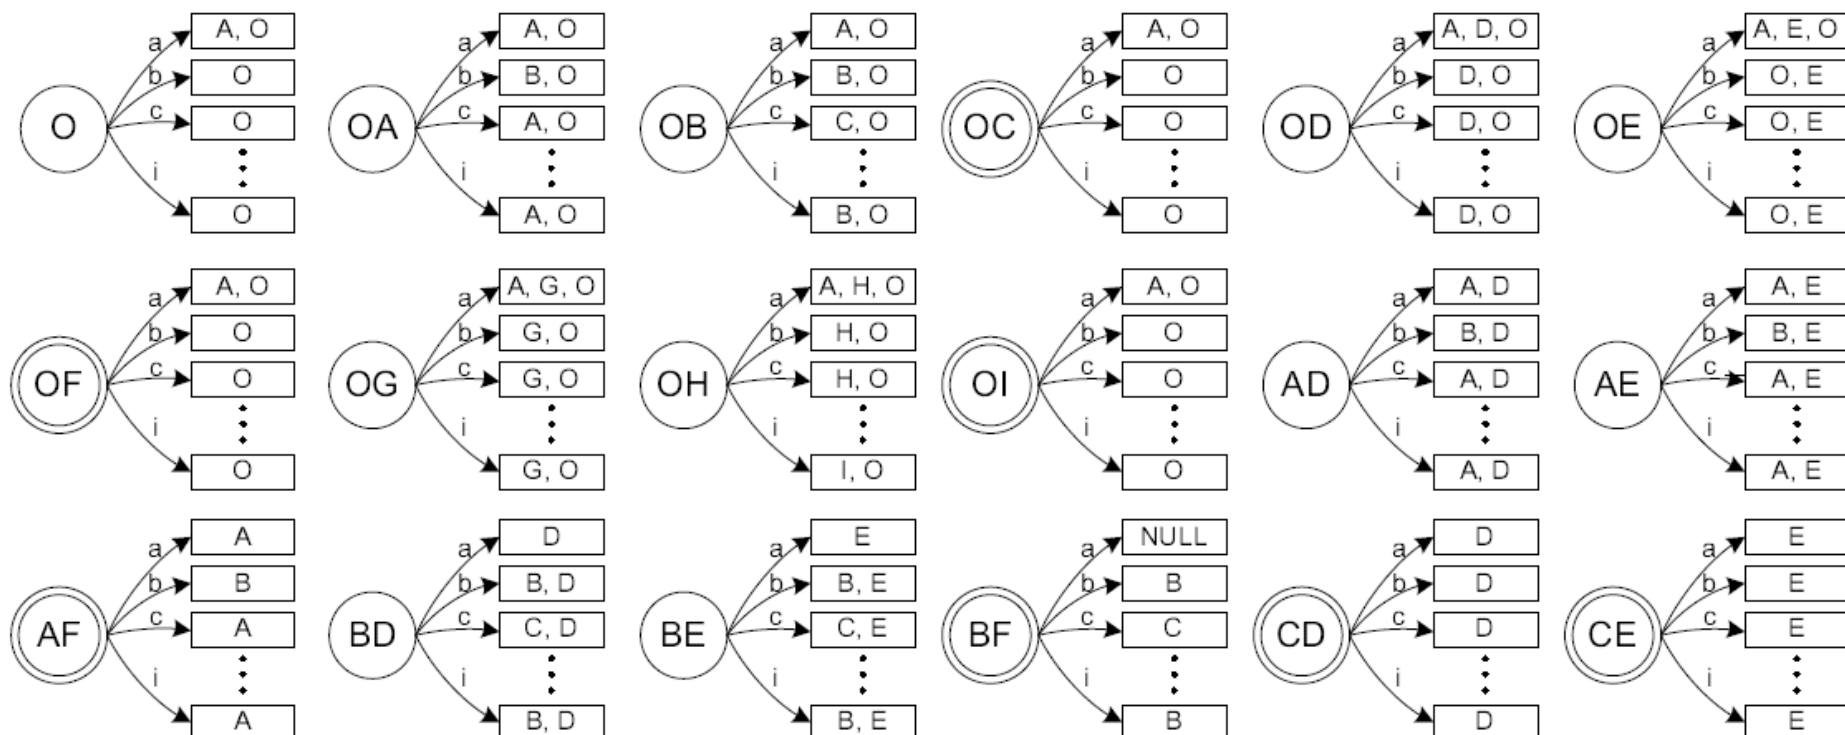 O a A, O b O c O i O
OA a A, O b B, O c A, O i A, O
OB a A, O b B, O c C, O i B, O
OC a A, O b O c O i O
OD a A, D, O b D, O c D, O i D, O
OE a A, E, O b O, E c O, E i O, E
OF a A, O b O c O i O
OG a A, G, O b G, O c G, O i G, O
OH a A, H, O b H, O c H, O i I, O
OI a A, O b O c O i O
AD a A, D b B, D c A, D i A, D
AE a A, E b B, E c A, E i A, E
AF a A b B c A i A
BD a D b B, D c C, D i B, D
BE a E b B, E c C, E i B, E
BF a NULL b B c C i B
CD a D b D c D i D
CE a E b E c E i E